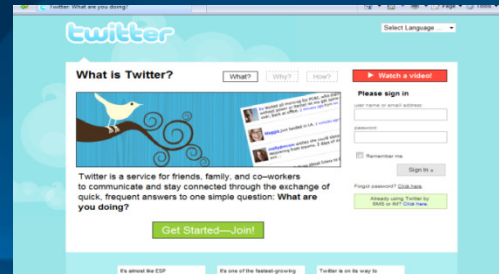 Twitter: What are you doing?
Page
Tools
twitter
Select Language ...
What is Twitter?
What?
Why?
How?
Watch a video!
Please sign in
user name or email address:
password:
Remember me
Sign in »
Forgot password? Click here.
Already using Twitter by
SMS or IM? Click here.
Twitter is a service for friends, family, and co–workers
to communicate and stay connected through the exchange of
quick, frequent answers to one simple question: What are
you doing?
Get Started—Join!
It's almost like ESP
It's one of the fastest-growing
Twitter is on its way to